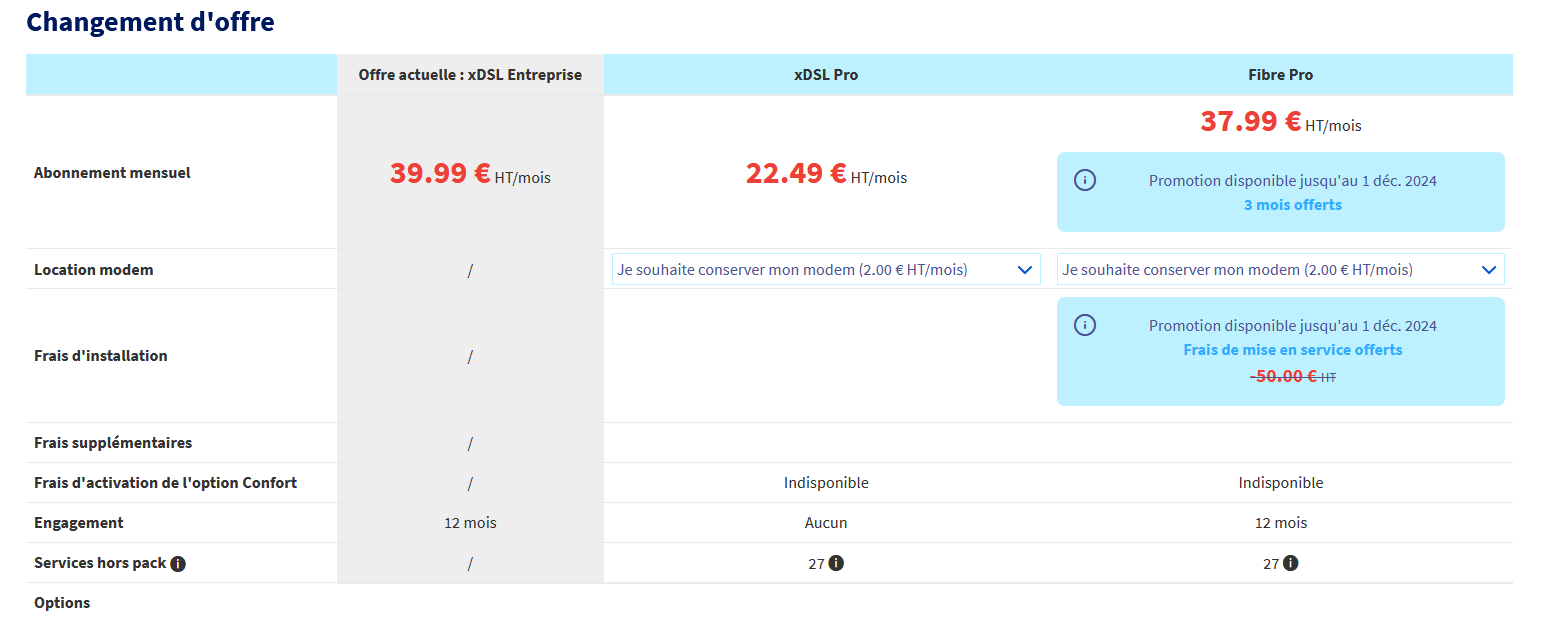 Changement d'offre
Offre actuelle : xDSL Entreprise
xDSL Pro
Fibre Pro
Abonnement mensuel
39.99 € HT/mois
22.49 € HT/mois
37.99 € HT/mois
Promotion disponible jusqu'au 1 déc. 2024
3 mois offerts
Location modem
/
Je souhaite conserver mon modem (2.00 € HT/mois)
Je souhaite conserver mon modem (2.00 € HT/mois)
Frais d'installation
/
Promotion disponible jusqu'au 1 déc. 2024
Frais de mise en service offerts
-50.00 € HT
Frais supplémentaires
/
Frais d'activation de l'option Confort
/
Indisponible
Indisponible
Engagement
12 mois
Aucun
12 mois
Services hors pack
/
27
27
Options